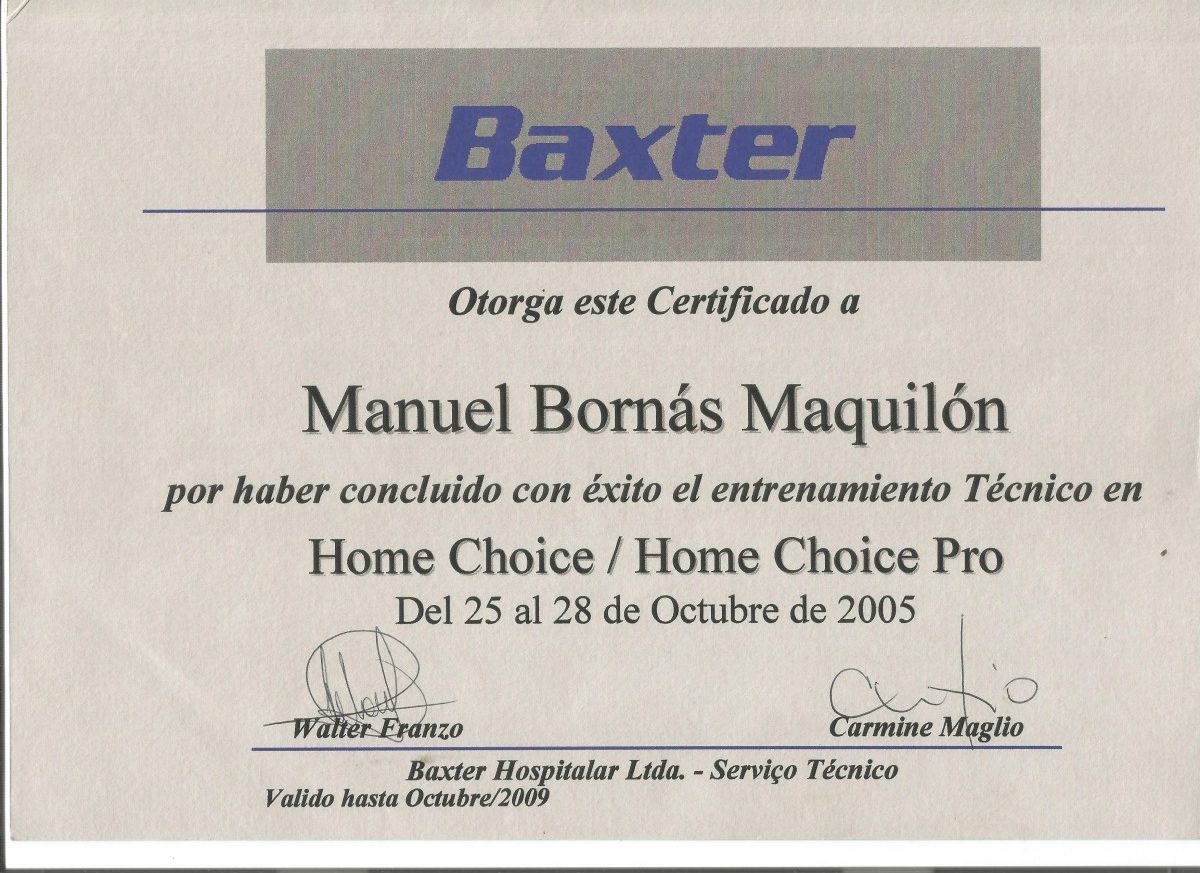 Baxter
Otorga este Certificado a
Manuel Bornás Maquilón
por haber concluido con éxito el entrenamiento Técnico en
Home Choice / Home Choice Pro
Del 25 al 28 de Octubre de 2005
Walter Franzo
Carmine Maglio
Baxter Hospitalar Ltda. - Serviço Técnico
Valido hasta Octubre/2009